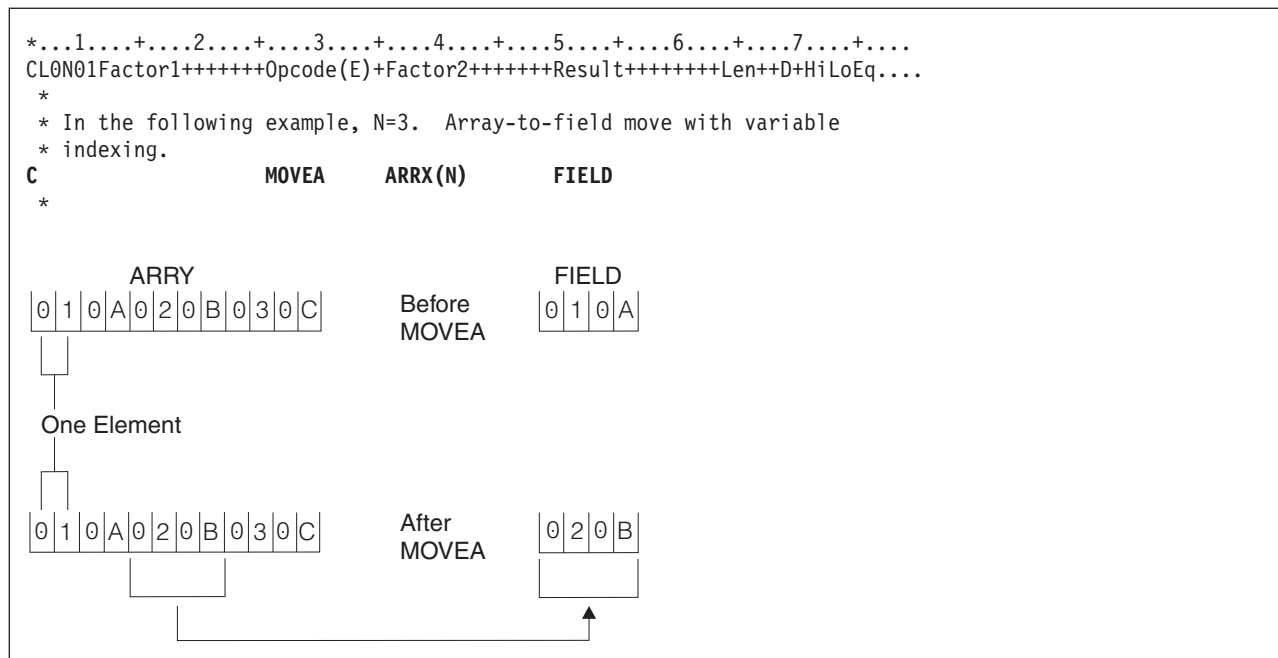 *...1....+....2....+....3....+....4....+....5....+....6....+....7....+....
CL0N01Factor1+++++++Opcode(E)+Factor2+++++++Result++++++++Len++D+HiLoEq....
*
* In the following example, N=3.  Array-to-field move with variable
* indexing.
C                   MOVEA     ARRX(N)       FIELD
*
ARRY FIELD
0 1 0 A 0 2 0 B 0 3 0 C Before MOVEA 0 1 0 A
One Element
0 1 0 A 0 2 0 B 0 3 0 C After MOVEA 0 2 0 B